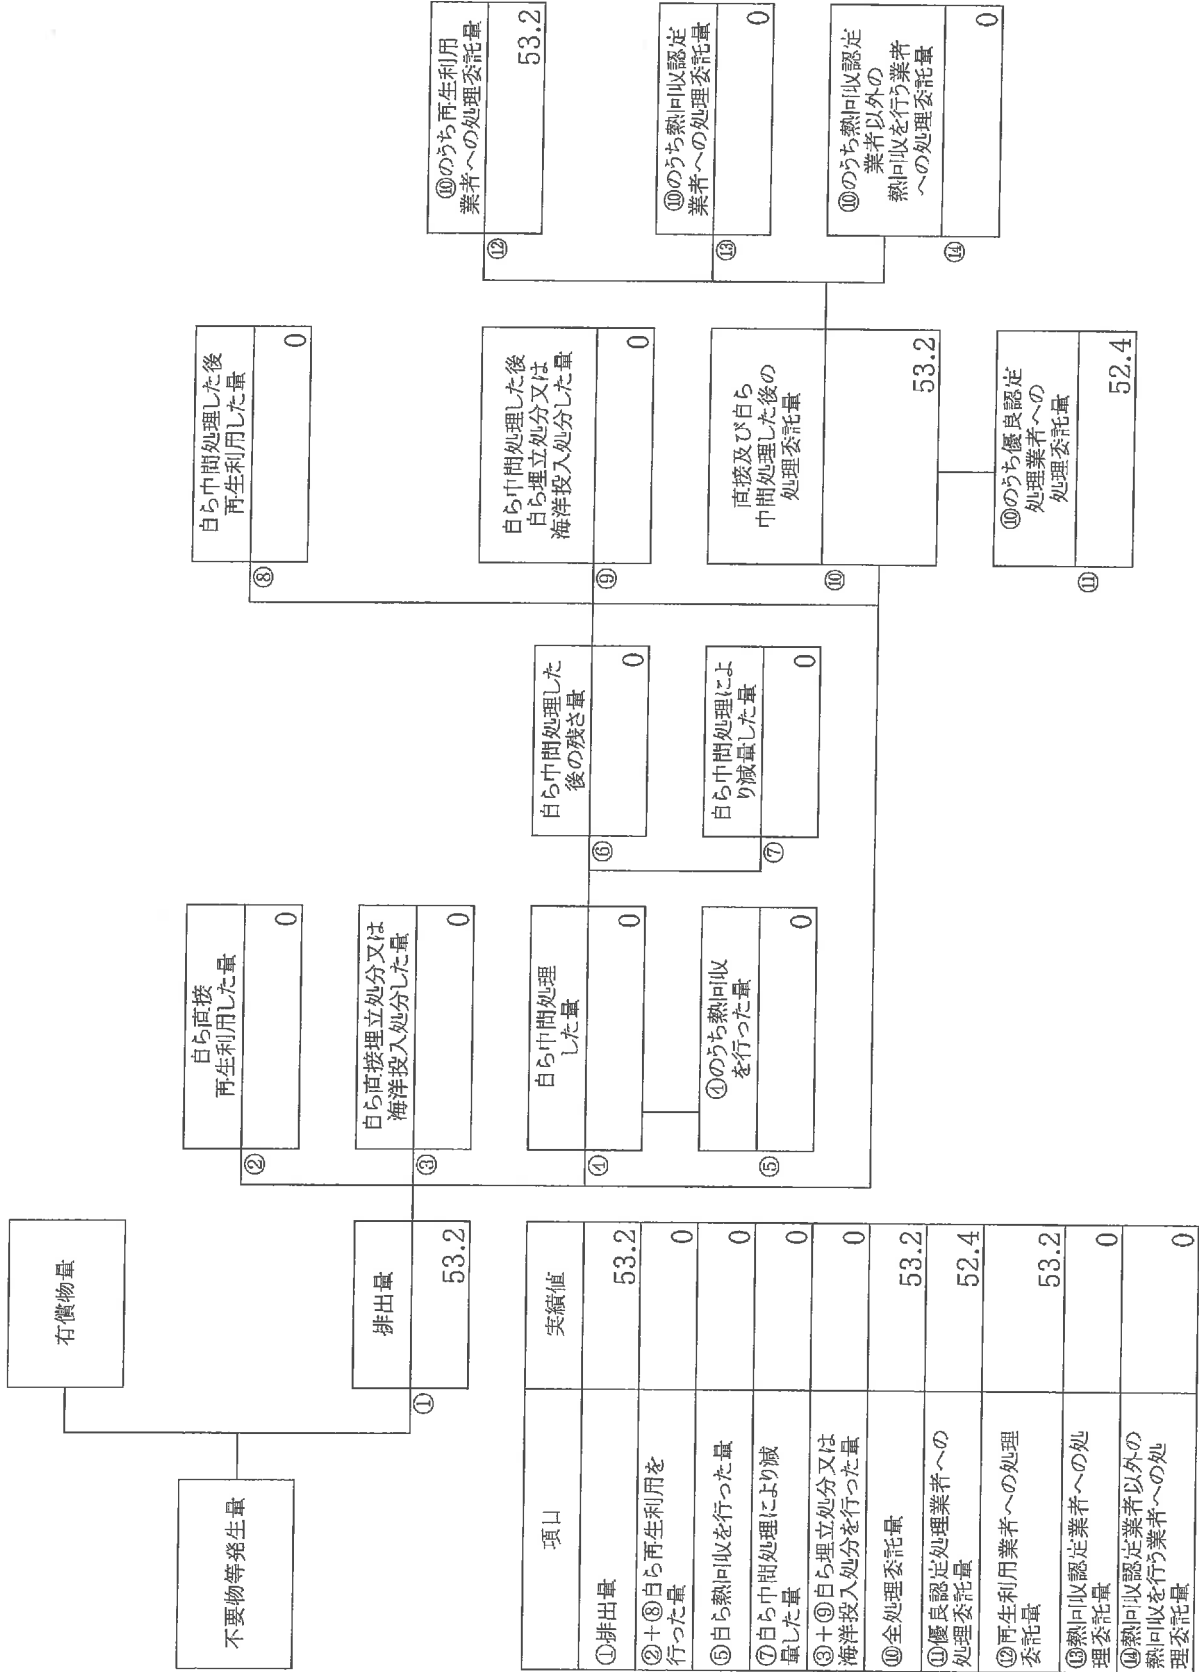 不要物等発生量
有償物量
排出量
①
53.2
自ら直接
再生利用した量
②
0
自ら直接埋立処分又は
海洋投入処分した量
③
0
自ら中間処理
した量
④
0
④のうち熱回収
を行った量
⑤
0
自ら中間処理した
後の残さ量
⑥
0
自ら中間処理によ
り減量した量
⑦
0
自ら中間処理した後
再生利用した量
⑧
0
自ら中間処理した後
自ら埋立処分又は
海洋投入処分した量
⑨
0
直接及び自ら
中間処理した後の
処理委託量
⑩
53.2
⑩のうち優良認定
処理業者への
処理委託量
⑪
52.4
⑩のうち再生利用
業者への処理委託量
⑫
53.2
⑩のうち熱回収認定
業者への処理委託量
⑬
0
⑩のうち熱回収認定
業者以外の
熱回収を行う業者
への処理委託量
⑭
0
項目 実績値
①排出量 53.2
②+⑧自ら再生利用を
行った量 0
⑤自ら熱回収を行った量 0
⑦自ら中間処理により減
量した量 0
③+⑨自ら埋立処分又は
海洋投入処分を行った量 0
⑩全処理委託量 53.2
⑪優良認定処理業者への
処理委託量 52.4
⑫再生利用業者への処理
委託量 53.2
⑬熱回収認定業者への処
理委託量 0
⑭熱回収認定業者以外の
熱回収を行う業者への処
理委託量 0